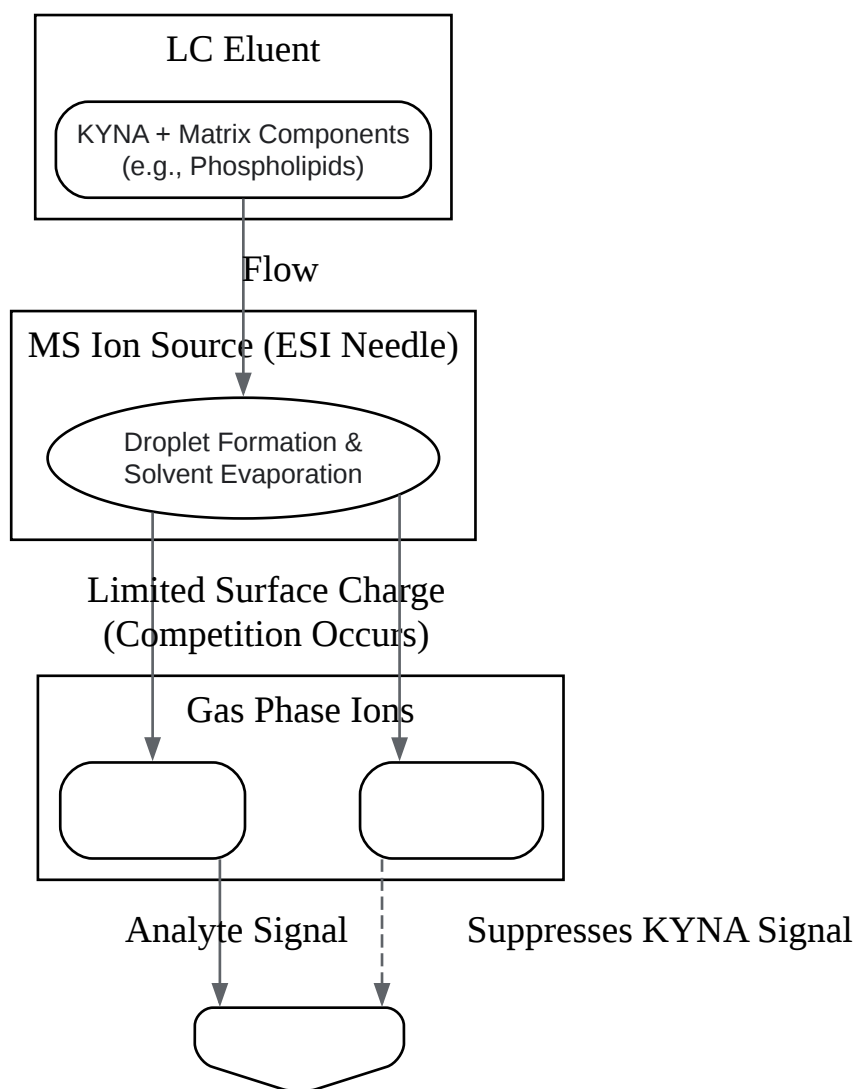 LC Eluent
KYNA + Matrix Components
(e.g., Phospholipids)
Flow
MS Ion Source (ESI Needle)
Droplet Formation &
Solvent Evaporation
Limited Surface Charge
(Competition Occurs)
Gas Phase Ions
Analyte Signal
Suppresses KYNA Signal